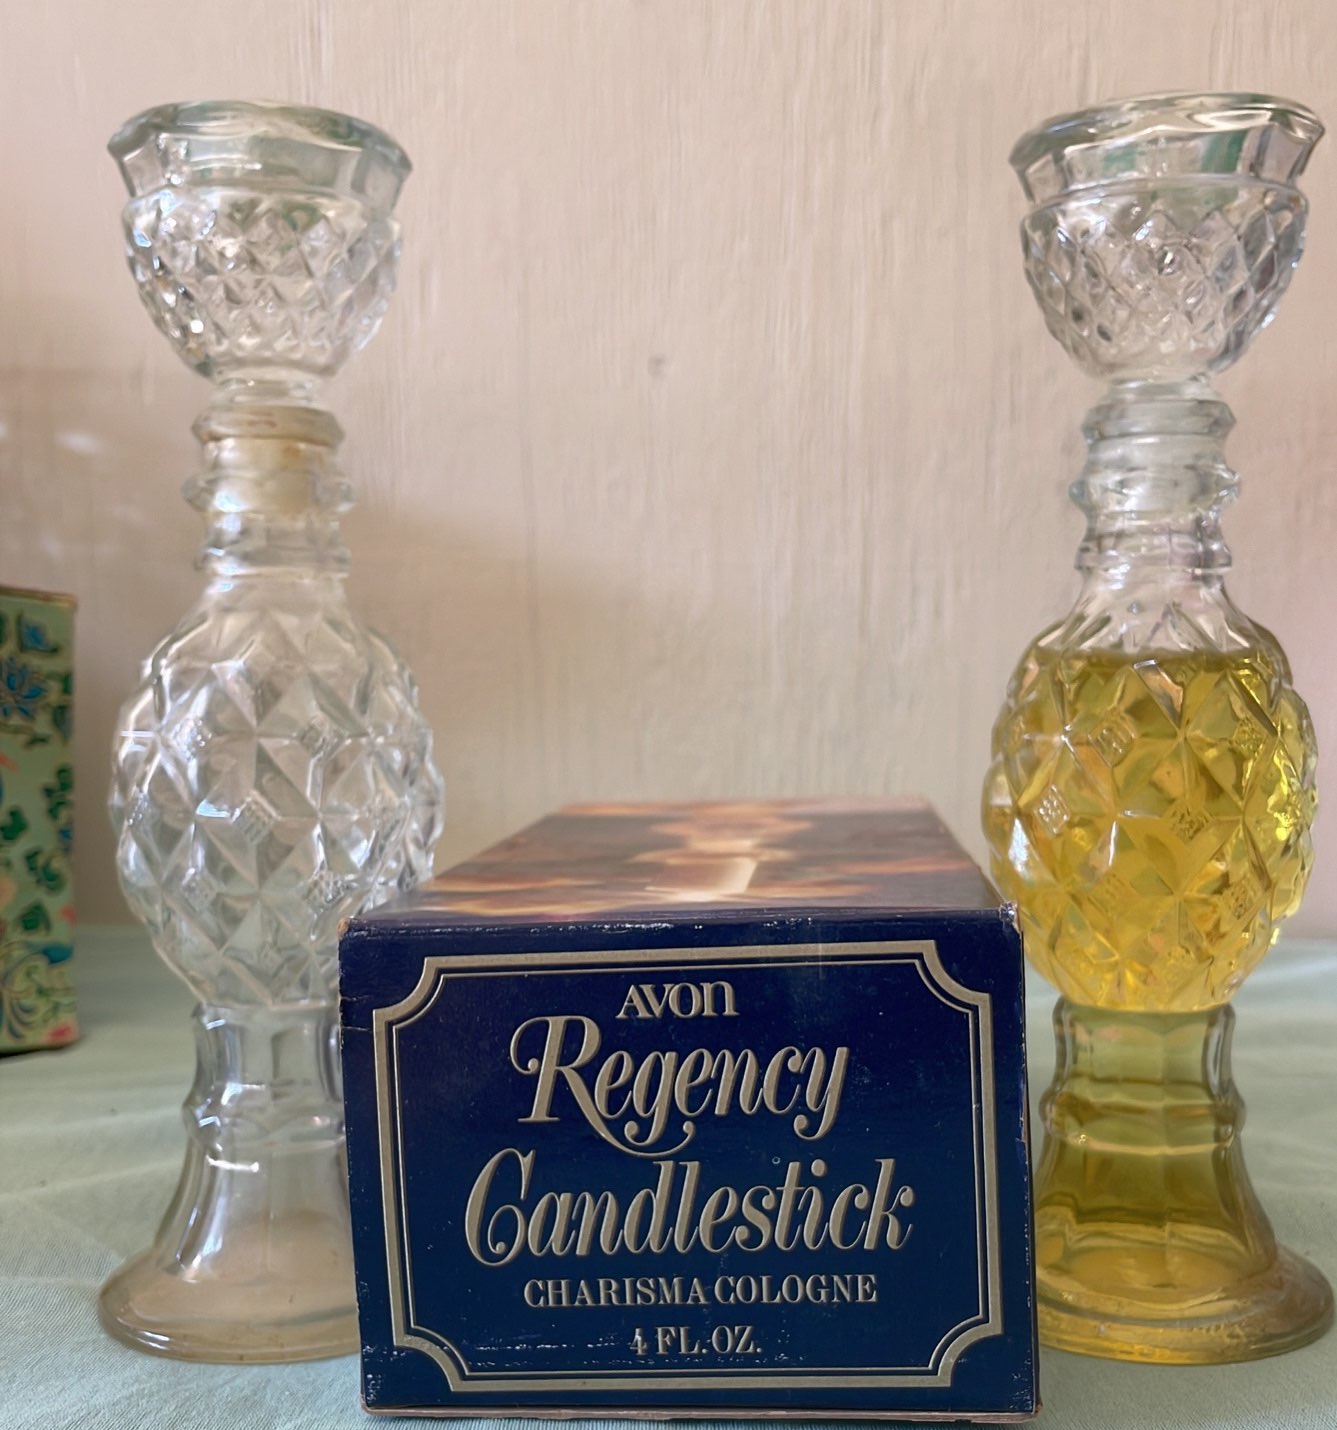 AVON
Regency
Candlestick
CHARISMA COLOGNE
4 FL. OZ.